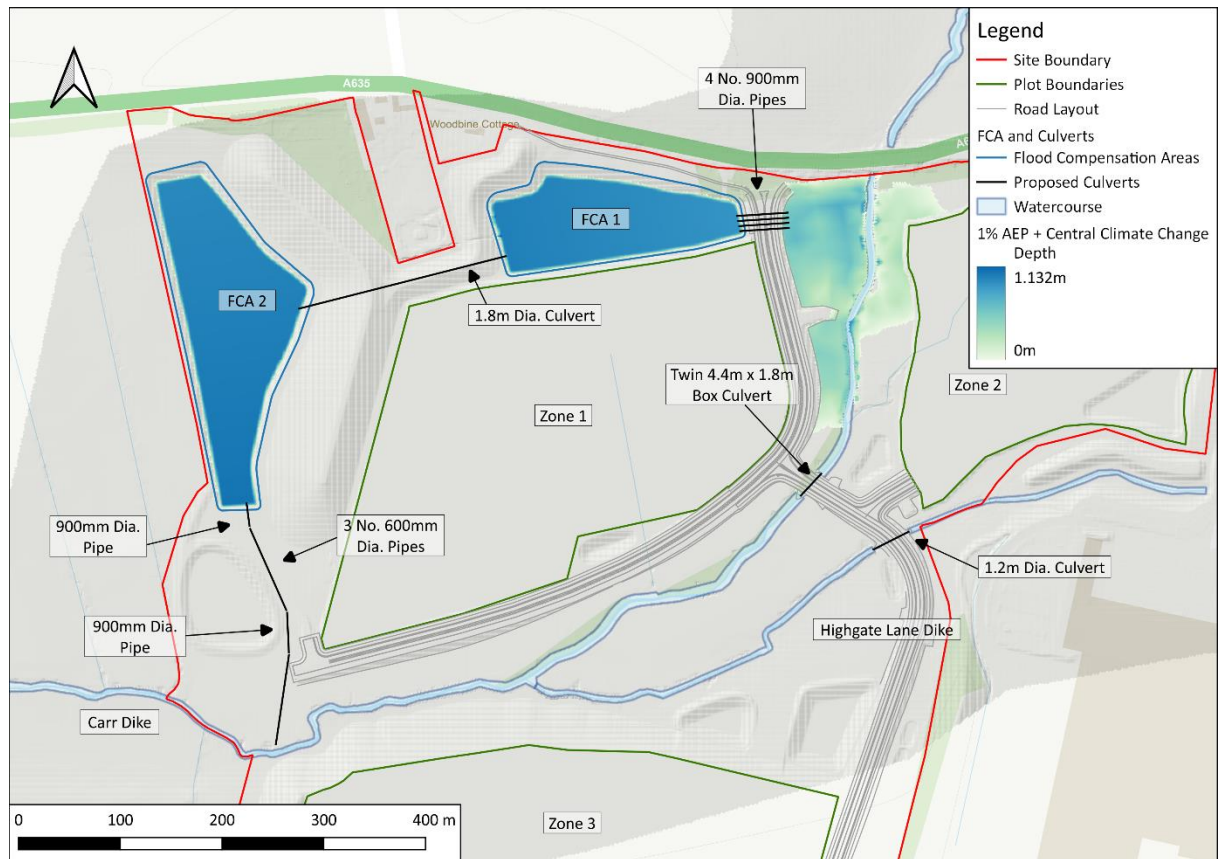 A635
Woodbine Cottage
4 No. 900mm
Dia. Pipes
FCA 1
FCA 2
1.8m Dia. Culvert
Twin 4.4m x 1.8m
Box Culvert
Zone 1
Zone 2
900mm Dia.
Pipe
3 No. 600mm
Dia. Pipes
900mm Dia.
Pipe
1.2m Dia. Culvert
Highgate Lane Dike
Carr Dike
Zone 3
0 100 200 300 400 m
Legend
Site Boundary
Plot Boundaries
Road Layout
FCA and Culverts
Flood Compensation Areas
Proposed Culverts
Watercourse
1% AEP + Central Climate Change
Depth
1.132m
0m